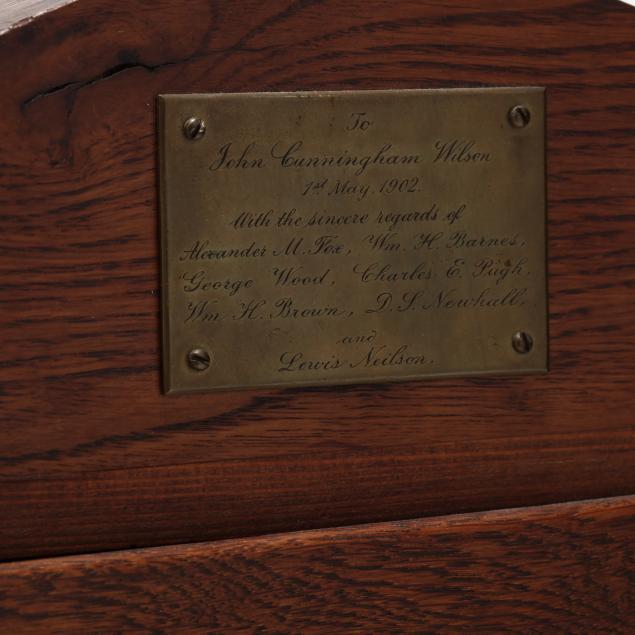 To
John Cunningham Wilson
1st May, 1902.
With the sincere regards of
Alexander M. Fox, Wm. H. Barnes,
George Wood, Charles E. Pugh,
Wm H. Brown, D. S. Newhall,
and
Lewis Neilson.